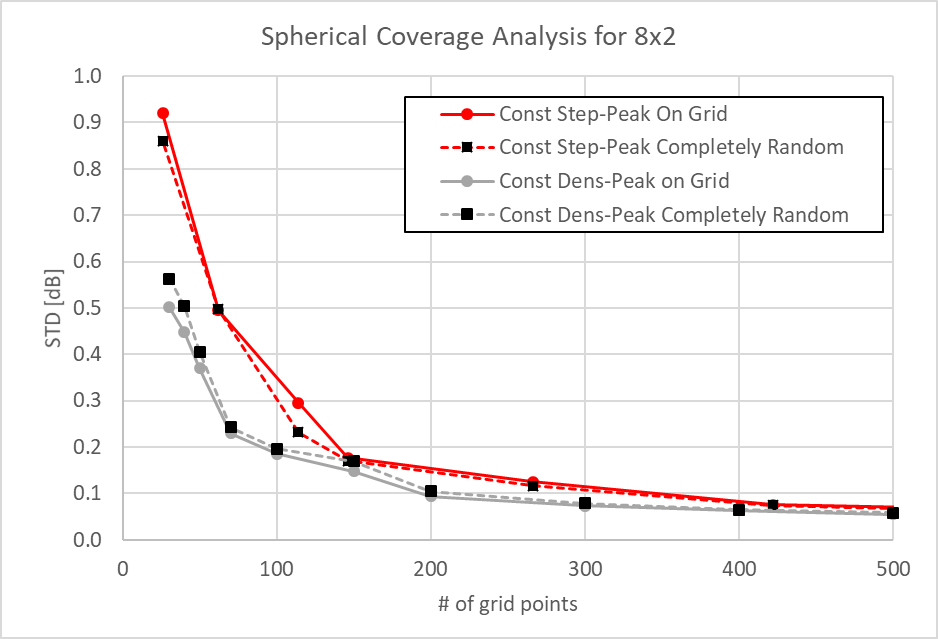 Spherical Coverage Analysis for 8x2
1.0
0.9
0.8
0.7
0.6
0.5
0.4
0.3
0.2
0.1
0.0
STD [dB]
Const Step-Peak On Grid
Const Step-Peak Completely Random
Const Dens-Peak on Grid
Const Dens-Peak Completely Random
0 100 200 300 400 500
# of grid points